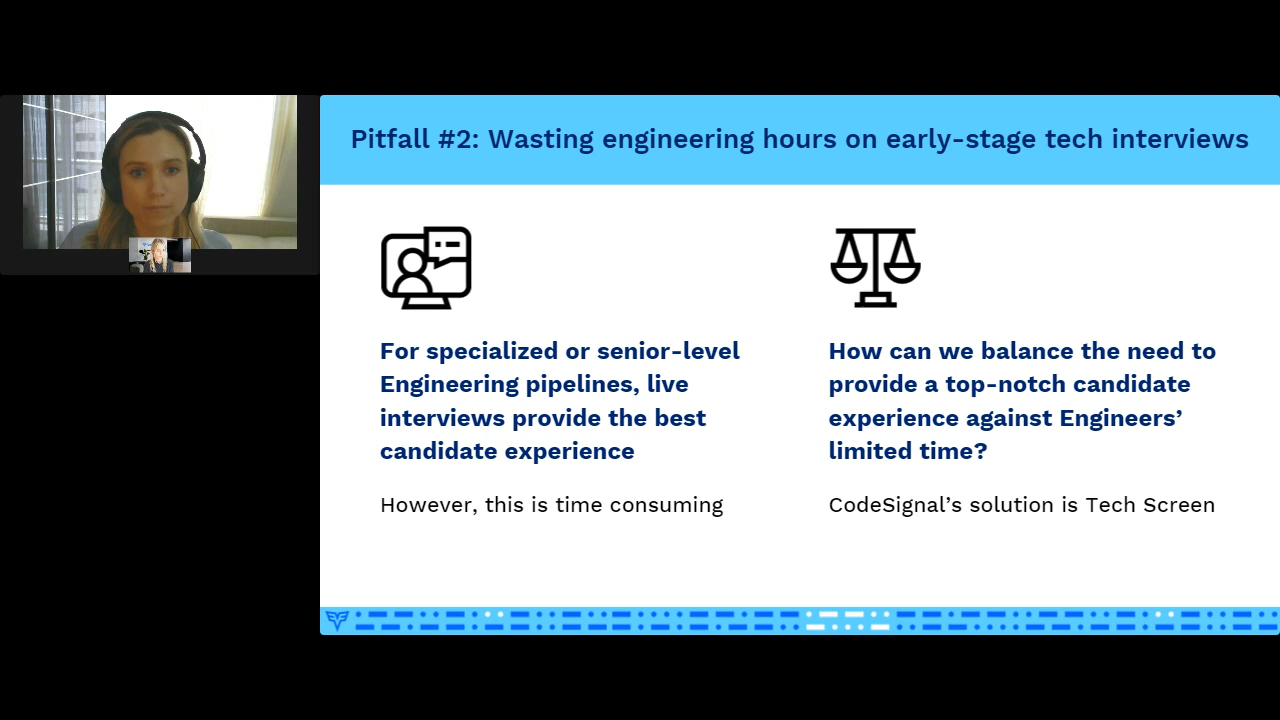 Pitfall #2: Wasting engineering hours on early-stage tech interviews
For specialized or senior-level
Engineering pipelines, live
interviews provide the best
candidate experience
However, this is time consuming
How can we balance the need to
provide a top-notch candidate
experience against Engineers’
limited time?
CodeSignal’s solution is Tech Screen